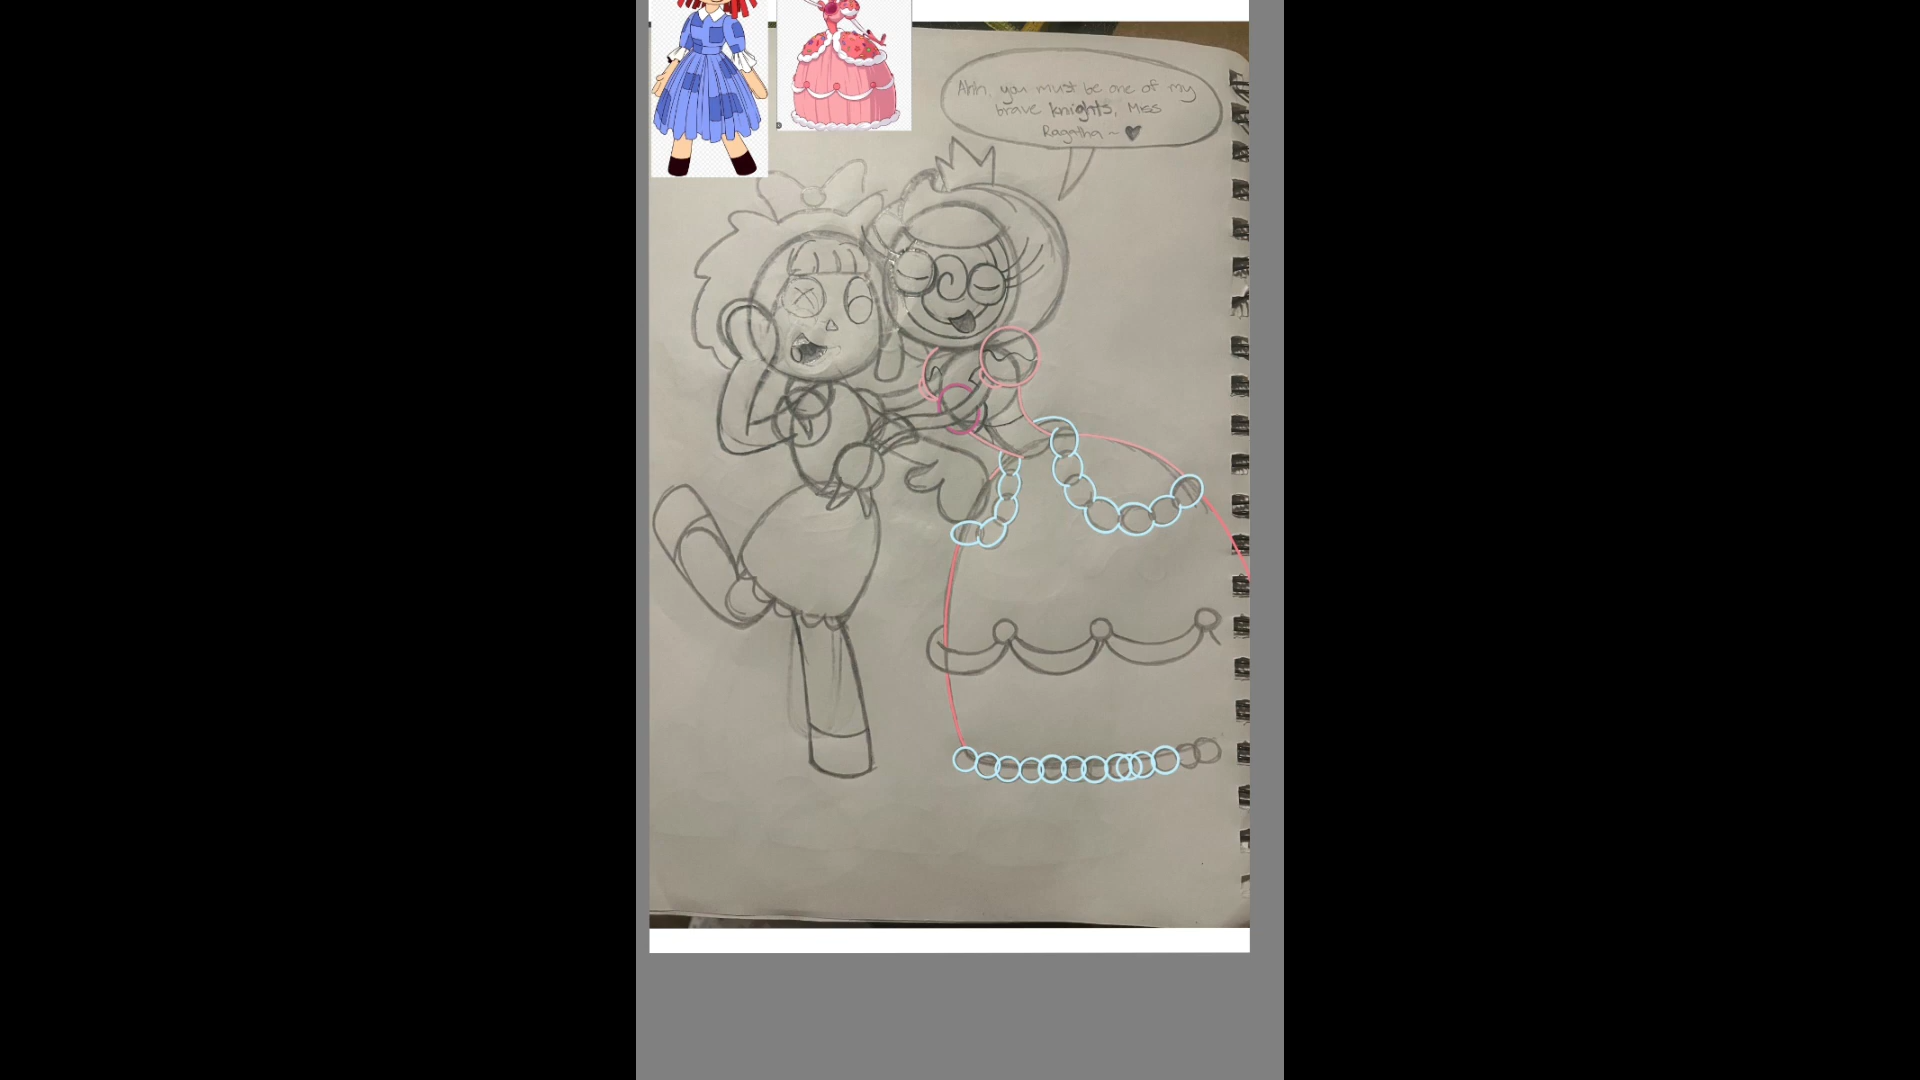 Ahh, you must be one of my
brave knights, Miss
Ragatha ~ ♥